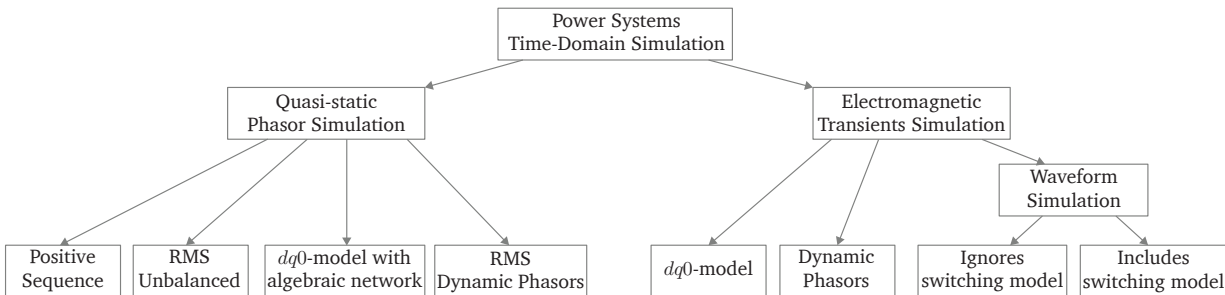 Power Systems
Time-Domain Simulation
Quasi-static
Phasor Simulation
Electromagnetic
Transients Simulation
Waveform
Simulation
Positive
Sequence
RMS
Unbalanced
dq0-model with
algebraic network
RMS
Dynamic Phasors
dq0-model
Dynamic
Phasors
Ignores
switching model
Includes
switching model